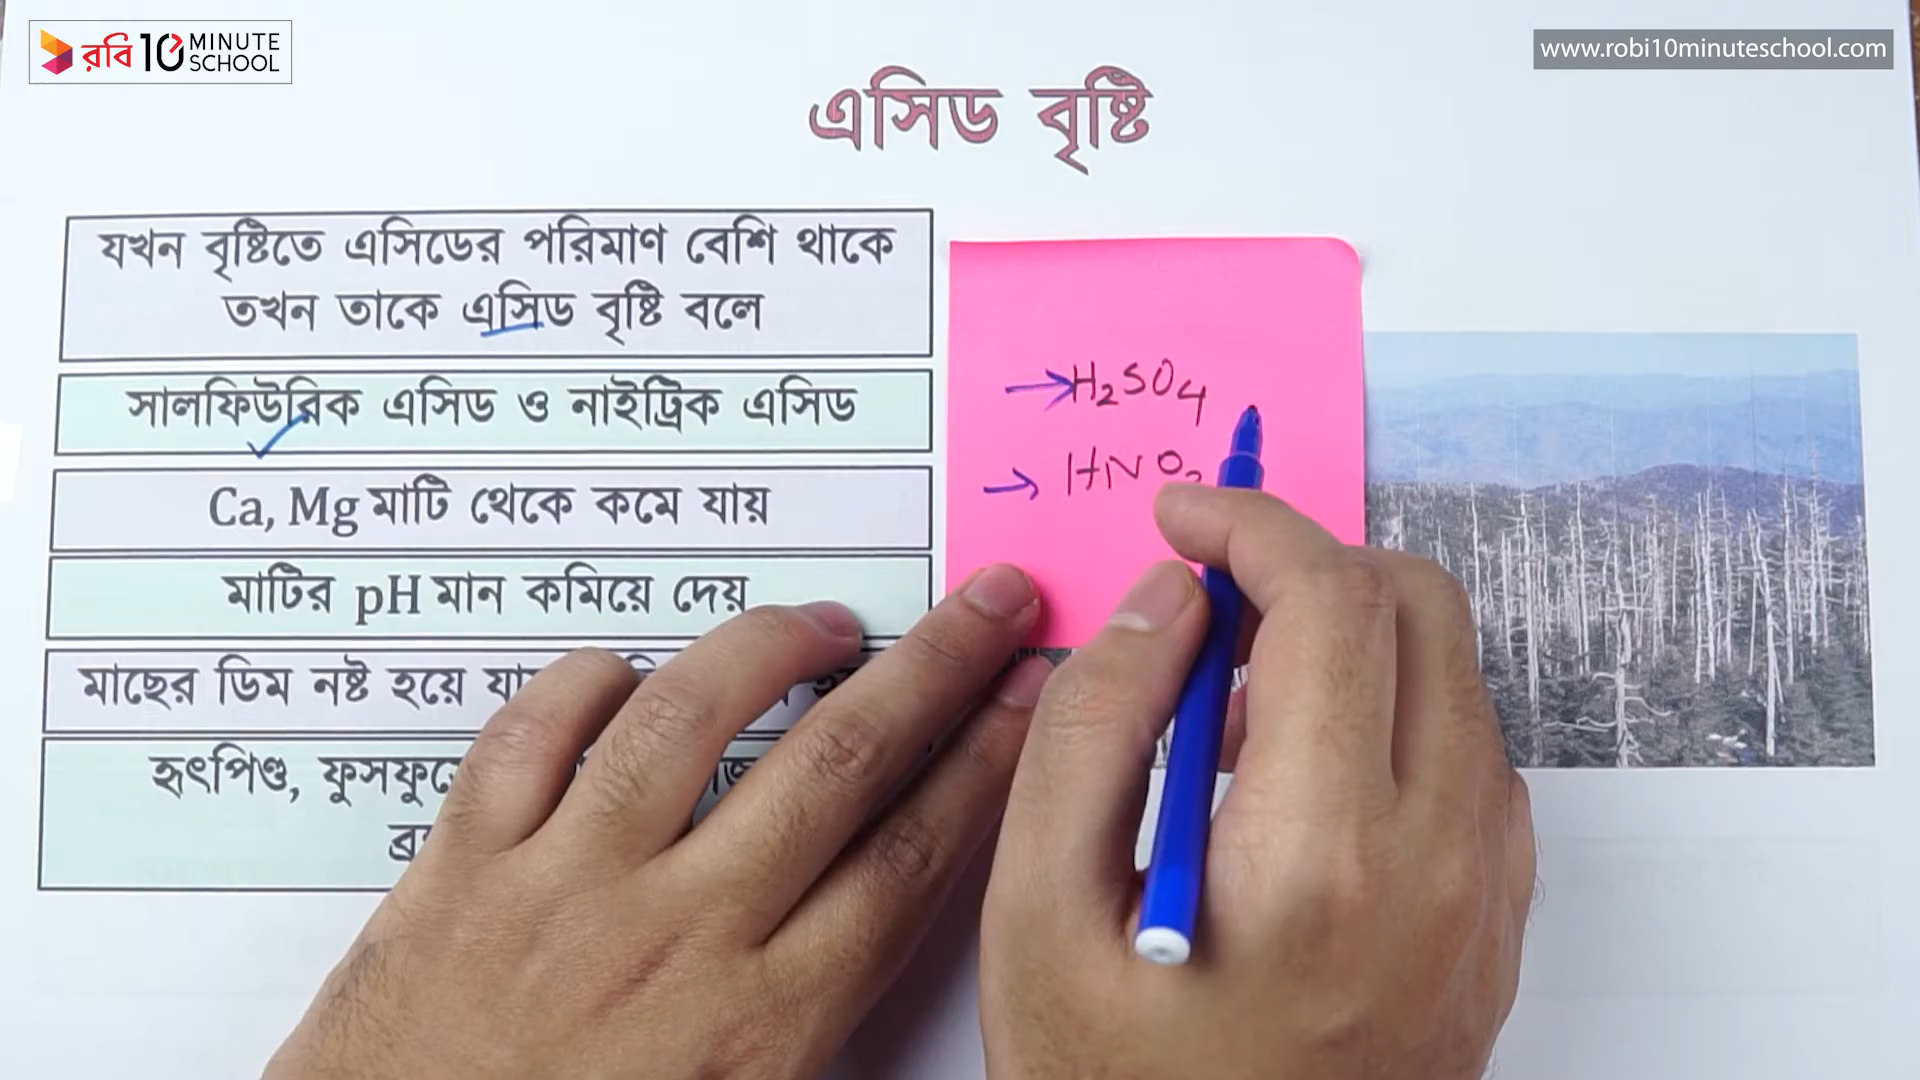 রবি 10 MINUTE SCHOOL
www.robi10minuteschool.com
এসিড বৃষ্টি
যখন বৃষ্টিতে এসিডের পরিমাণ বেশি থাকে
তখন তাকে এসিড বৃষ্টি বলে
সালফিউরিক এসিড ও নাইট্রিক এসিড
Ca, Mg মাটি থেকে কমে যায়
মাটির pH মান কমিয়ে দেয়
মাছের ডিম নষ্ট হয়ে
হৃৎপিণ্ড,
→H₂SO₄
→ HNO₃